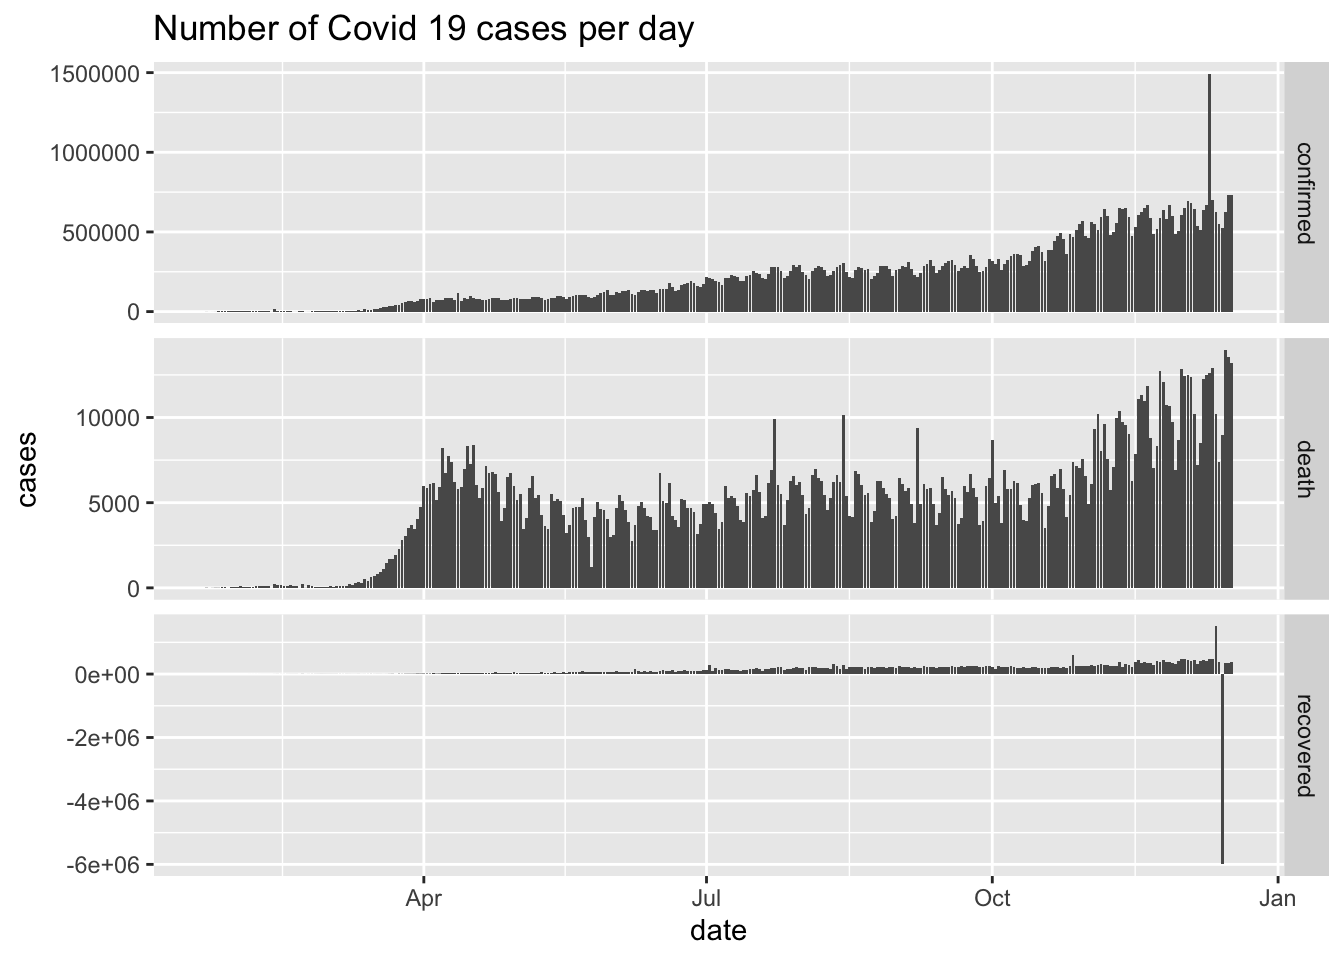 Number of Covid 19 cases per day
1500000
1000000
500000
0
confirmed
10000
5000
0
death
0e+00
-2e+06
-4e+06
-6e+06
recovered
cases
Apr
Jul
Oct
Jan
date